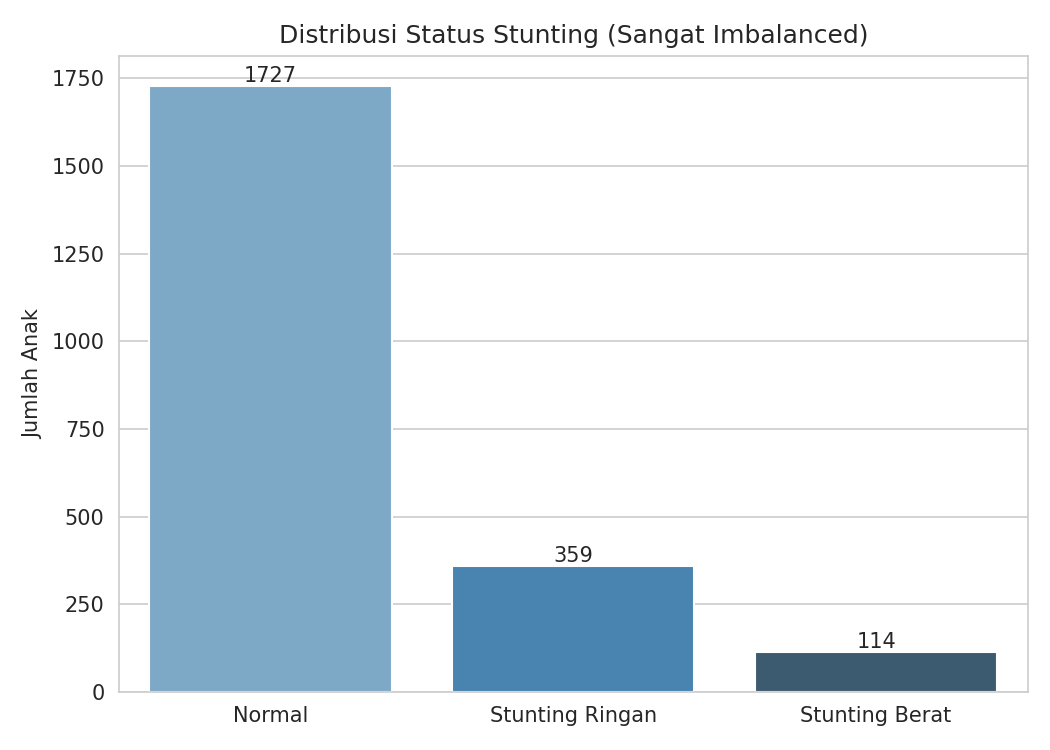 Distribusi Status Stunting (Sangat Imbalanced)
1727
359
114
1750
1500
1250
1000
750
500
250
0
Jumlah Anak
Normal
Stunting Ringan
Stunting Berat